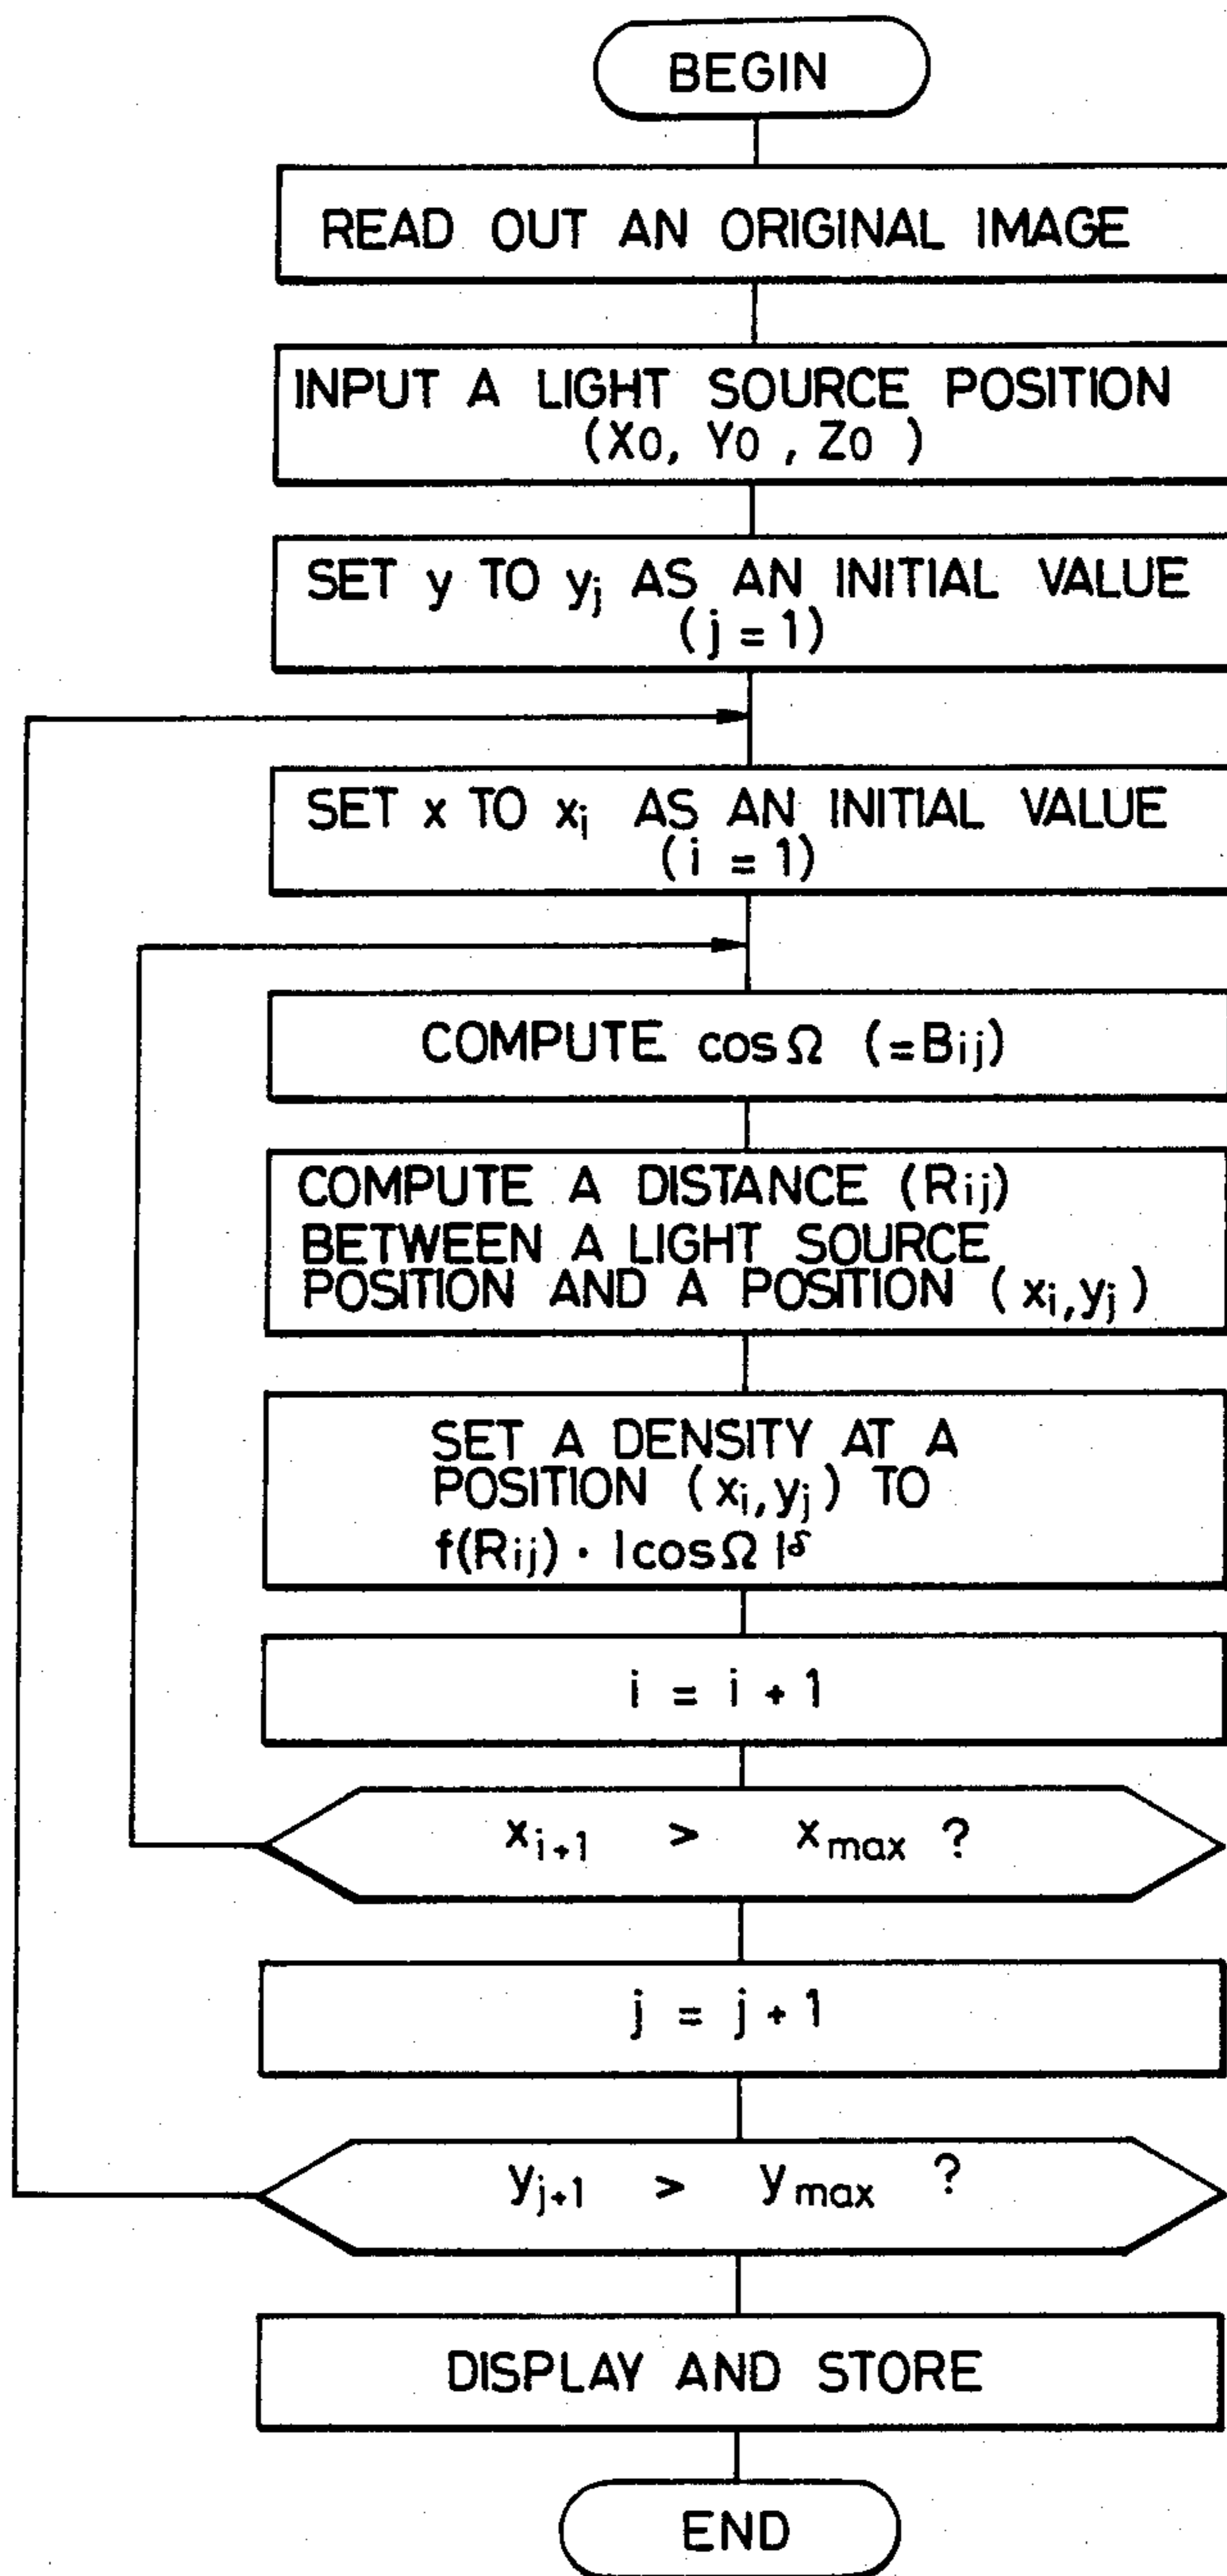 BEGIN
READ OUT AN ORIGINAL IMAGE
INPUT A LIGHT SOURCE POSITION
(X0, Y0 , Z0 )
SET y TO yj AS AN INITIAL VALUE
(j = 1)
SET x TO xi AS AN INITIAL VALUE
(i = 1)
COMPUTE cosΩ (=Bij)
COMPUTE A DISTANCE (Rij)
BETWEEN A LIGHT SOURCE
POSITION AND A POSITION (xi,yj)
SET A DENSITY AT A
POSITION (xi,yj) TO
f(Rij) · |cosΩ|δ
i = i + 1
xi+1 > xmax ?
j = j + 1
yj+1 > ymax ?
DISPLAY AND STORE
END